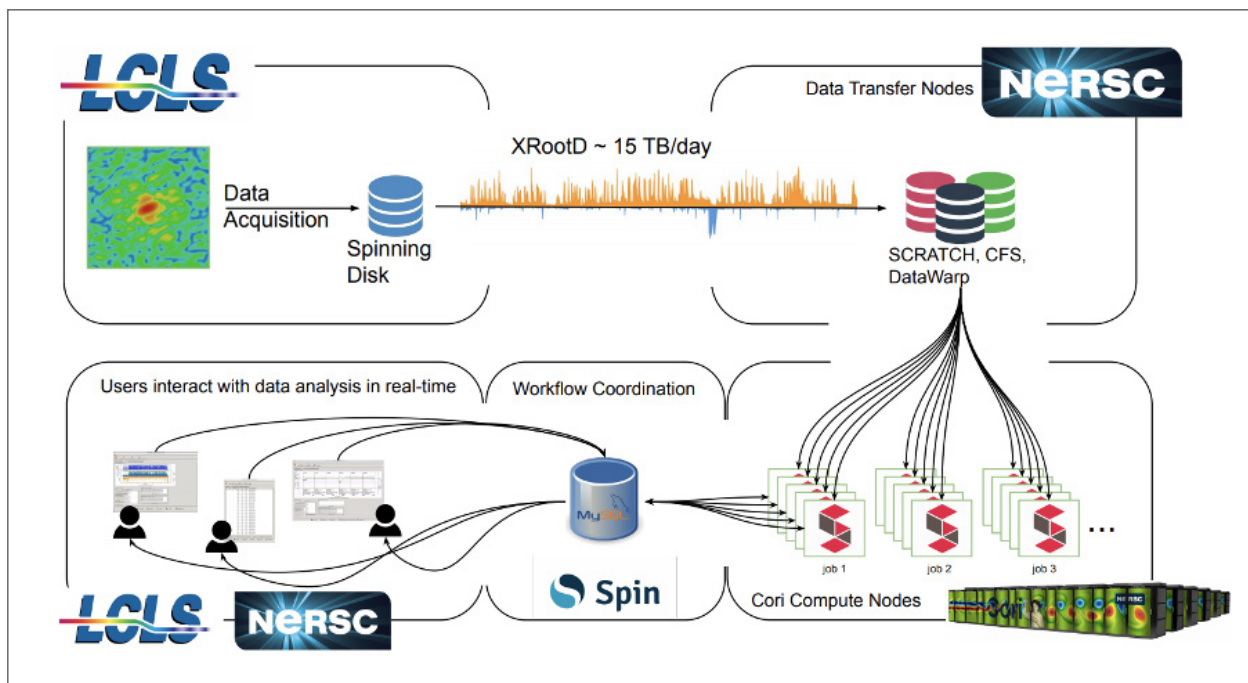 LCLS
Data Transfer Nodes
NERSC
XRootD ~ 15 TB/day
Data
Acquisition
Spinning
Disk
SCRATCH, CFS,
DataWarp
Users interact with data analysis in real-time
Workflow Coordination
MySQL
...
job 1
job 2
job 3
Spin
Cori Compute Nodes
LCLS
NERSC
Cori
NERSC